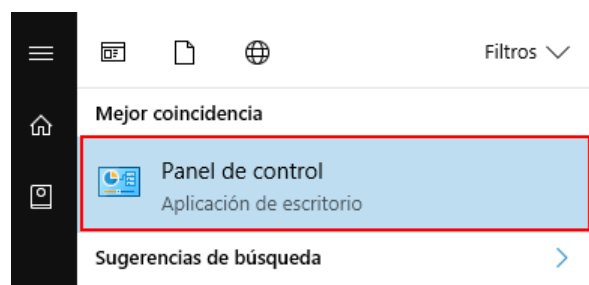 Filtros
Mejor coincidencia
Panel de control
Aplicación de escritorio
Sugerencias de búsqueda